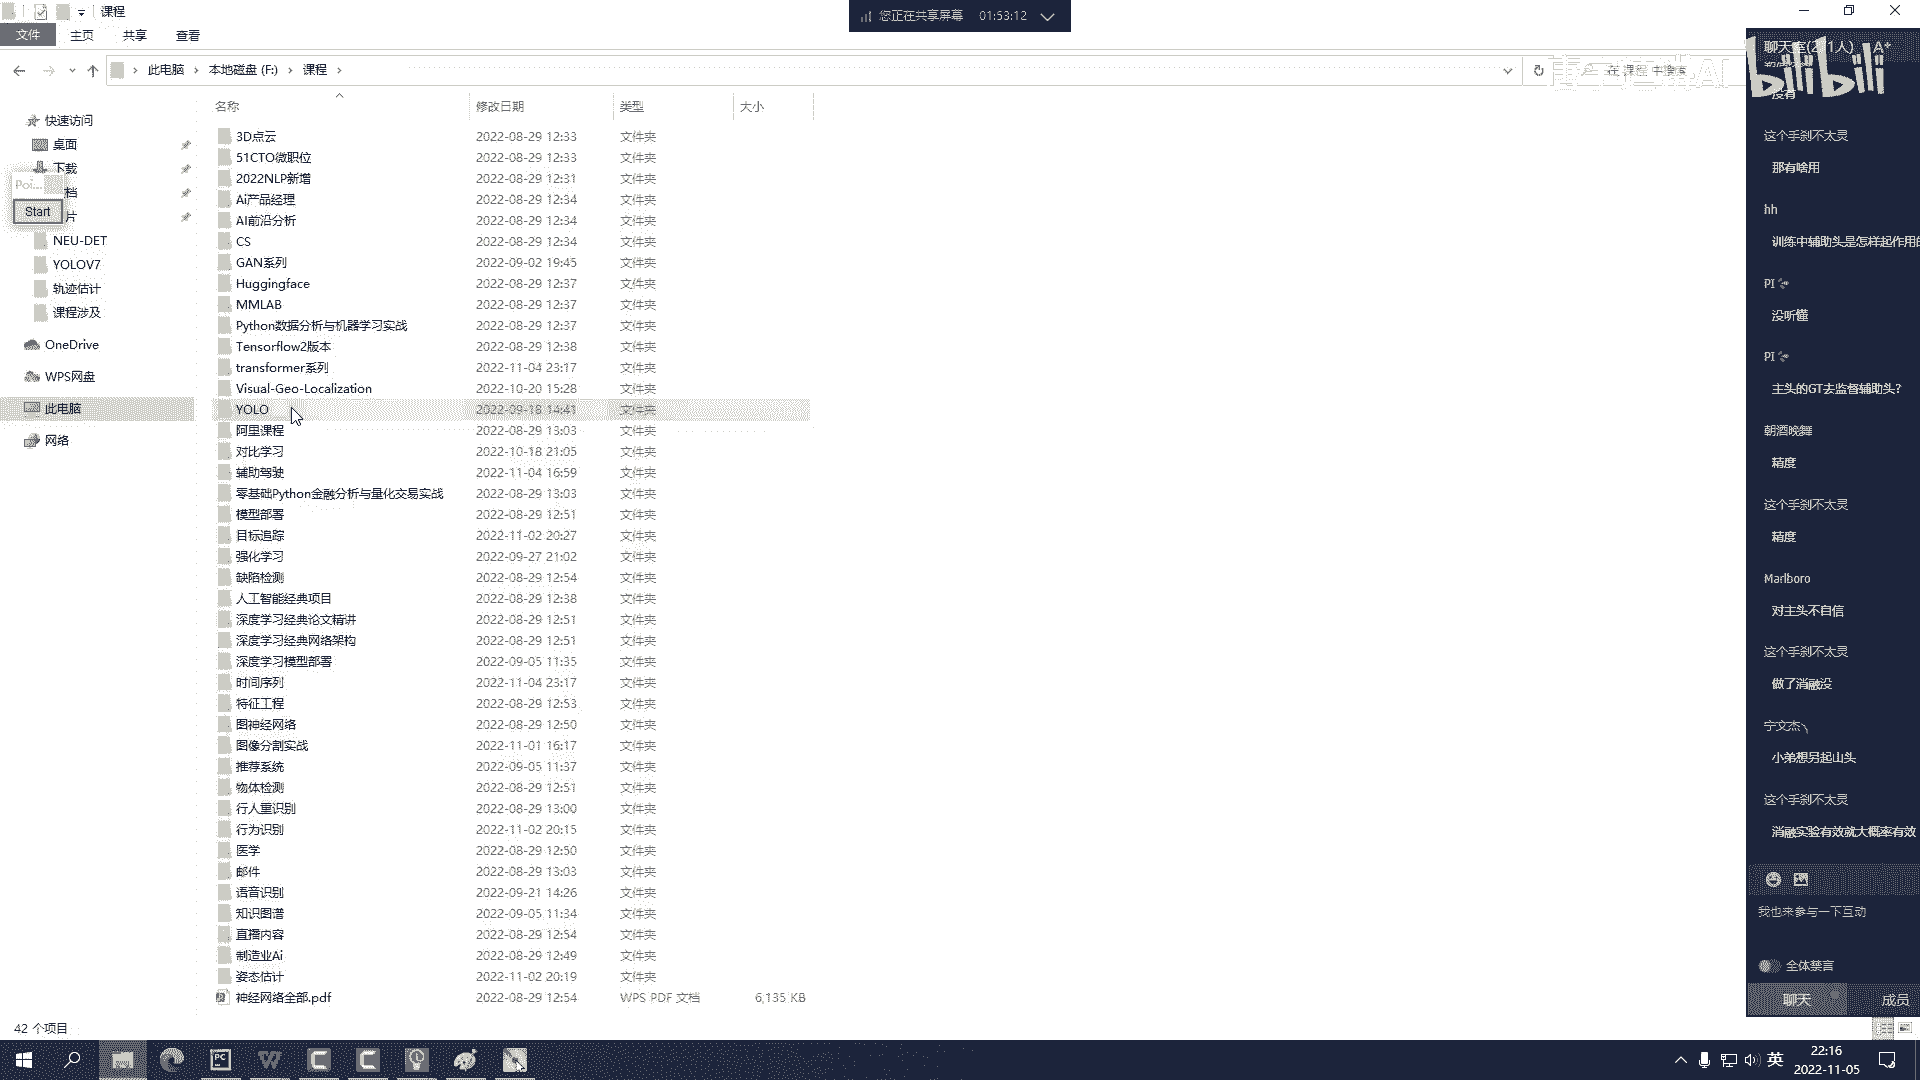 课程
您正在共享屏幕 01:53:12
文件 主页 共享 查看
此电脑 本地磁盘 (F:) 课程
bilibili
名称 修改日期 类型 大小
快速访问
桌面
下载
Poi...
档
Start
片
NEU-DET
YOLOV7
轨迹估计
课程涉及
OneDrive
WPS网盘
此电脑
网络
3D点云 2022-08-29 12:33 文件夹
51CTO微职位 2022-08-29 12:33 文件夹
2022NLP新增 2022-08-29 12:31 文件夹
Ai产品经理 2022-08-29 12:34 文件夹
AI前沿分析 2022-08-29 12:34 文件夹
CS 2022-08-29 12:34 文件夹
GAN系列 2022-09-02 19:45 文件夹
Huggingface 2022-08-29 12:37 文件夹
MMLAB 2022-08-29 12:37 文件夹
Python数据分析与机器学习实战 2022-08-29 12:37 文件夹
Tensorflow2版本 2022-08-29 12:38 文件夹
transformer系列 2022-11-04 23:17 文件夹
Visual-Geo-Localization 2022-10-20 15:28 文件夹
YOLO 2022-09-18 14:41 文件夹
阿里课程 2022-08-29 13:03 文件夹
对比学习 2022-10-18 21:05 文件夹
辅助驾驶 2022-11-04 16:59 文件夹
零基础Python金融分析与量化交易实战 2022-08-29 13:03 文件夹
模型部署 2022-08-29 12:51 文件夹
目标追踪 2022-11-02 20:27 文件夹
强化学习 2022-09-27 21:02 文件夹
缺陷检测 2022-08-29 12:54 文件夹
人工智能经典项目 2022-08-29 12:38 文件夹
深度学习经典论文精讲 2022-08-29 12:51 文件夹
深度学习经典网络架构 2022-08-29 12:51 文件夹
深度学习模型部署 2022-09-05 11:35 文件夹
时间序列 2022-11-04 23:17 文件夹
特征工程 2022-08-29 12:53 文件夹
图神经网络 2022-08-29 12:50 文件夹
图像分割实战 2022-11-01 16:17 文件夹
推荐系统 2022-09-05 11:37 文件夹
物体检测 2022-08-29 12:51 文件夹
行人重识别 2022-08-29 13:00 文件夹
行为识别 2022-11-02 20:15 文件夹
医学 2022-08-29 12:50 文件夹
邮件 2022-08-29 13:03 文件夹
语音识别 2022-09-21 14:26 文件夹
知识图谱 2022-09-05 11:34 文件夹
直播内容 2022-08-29 12:54 文件夹
制造业Ai 2022-08-29 12:49 文件夹
姿态估计 2022-11-02 20:19 文件夹
神经网络全部.pdf 2022-08-29 12:54 WPS PDF 文档 6,135 KB
42 个项目
没有
这个手刹不太灵
那有啥用
hh
训练中辅助头是怎样起作用的
PI
没听懂
PI
主头的GT去监督辅助头?
朝酒晚舞
精度
这个手刹不太灵
精度
Marlboro
对主头不自信
这个手刹不太灵
做了消融没
宁文杰
小弟想另起山头
这个手刹不太灵
消融实验有效就大概率有效
我也来参与一下互动
全体禁言
聊天 成员
英
22:16
2022-11-05